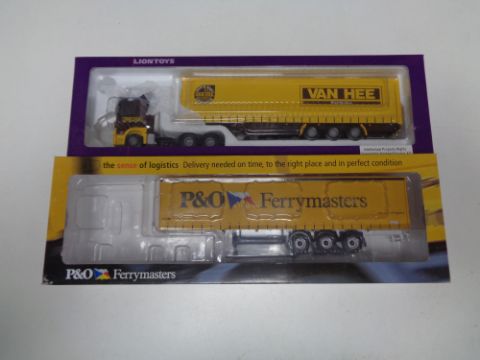 LIONTOYS
VAN HEE
the sense of logistics Delivery needed on time, to the right place and in perfect condition
P&O Ferrymasters
P&O Ferrymasters